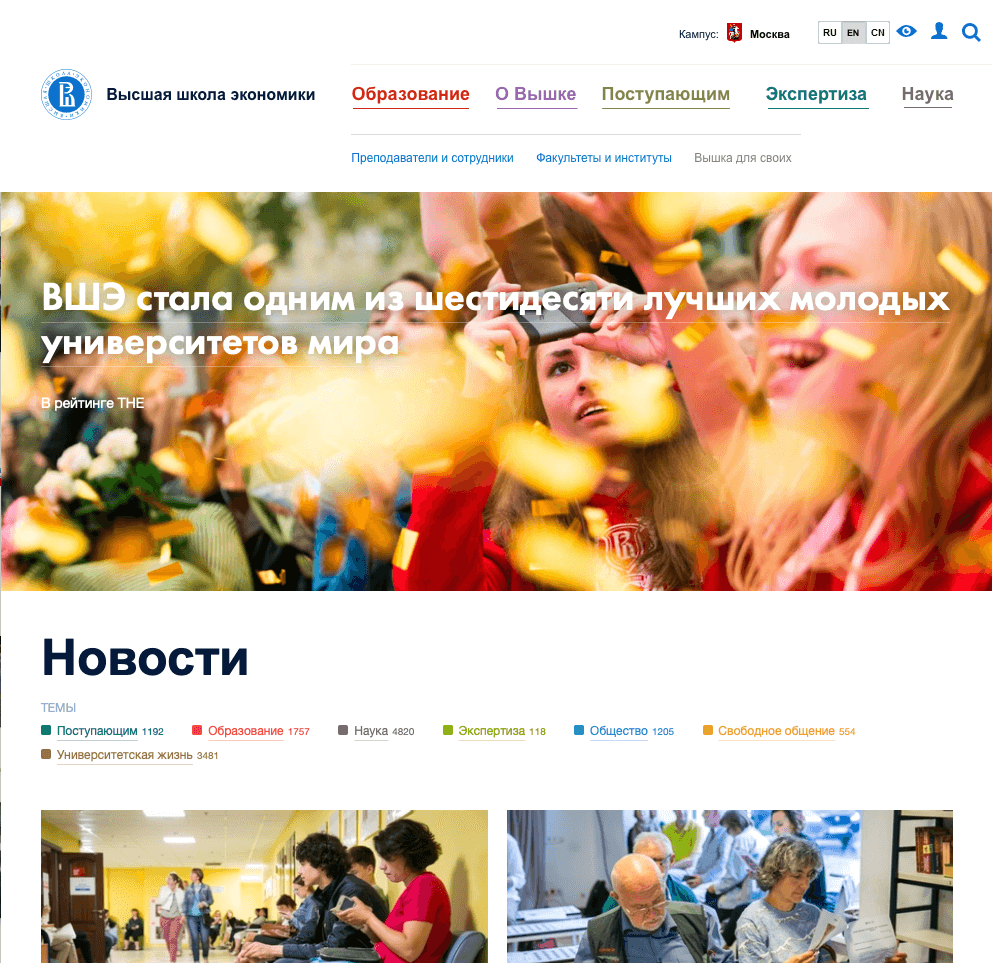 Кампус: Москва RU EN CN
Высшая школа экономики
Образование О Вышке Поступающим Экспертиза Наука
Преподаватели и сотрудники Факультеты и институты Вышка для своих
ВШЭ стала одним из шестидесяти лучших молодых
университетов мира
В рейтинге THE
Новости
ТЕМЫ
Поступающим 1192 Образование 1757 Наука 4820 Экспертиза 118 Общество 1205 Свободное общение 554
Университетская жизнь 3481